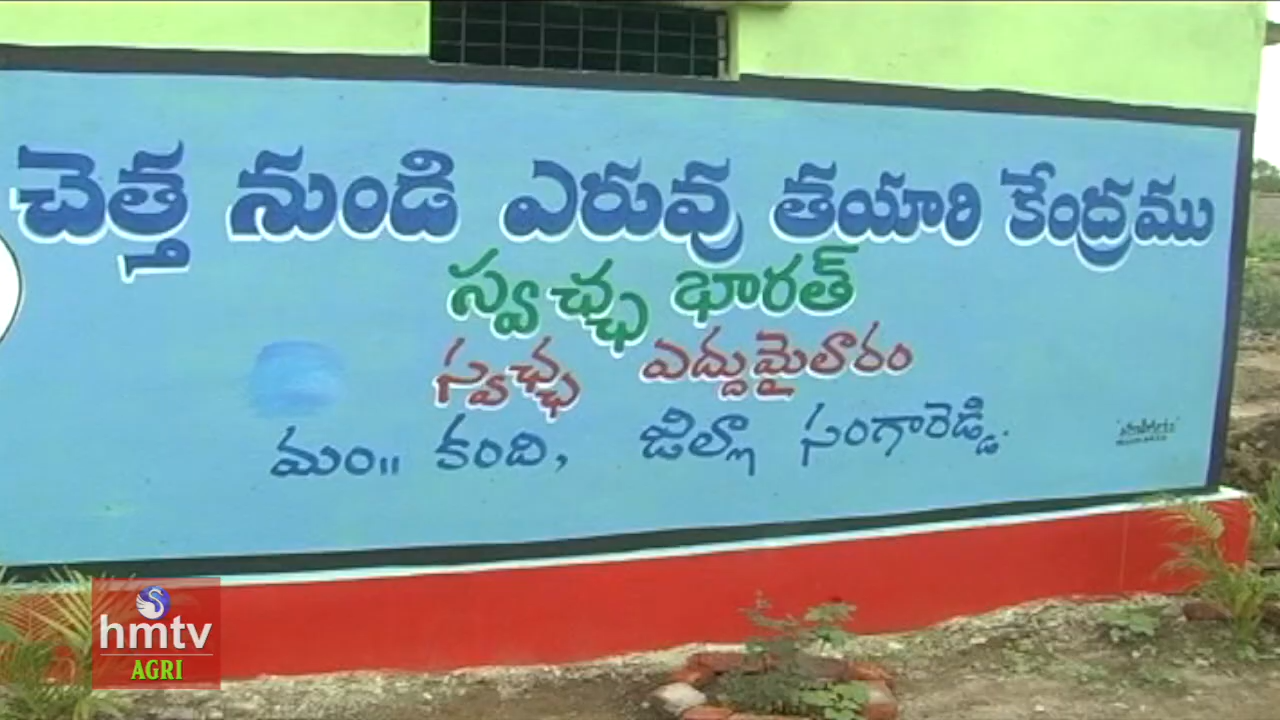 చెత్త నుండి ఎరువు తయారి కేంద్రము
స్వచ్ఛ భారత్
స్వచ్ఛ ఎద్దుమైలారం
మం॥ కంది, జిల్లా సంగారెడ్డి.
hmtv
AGRI